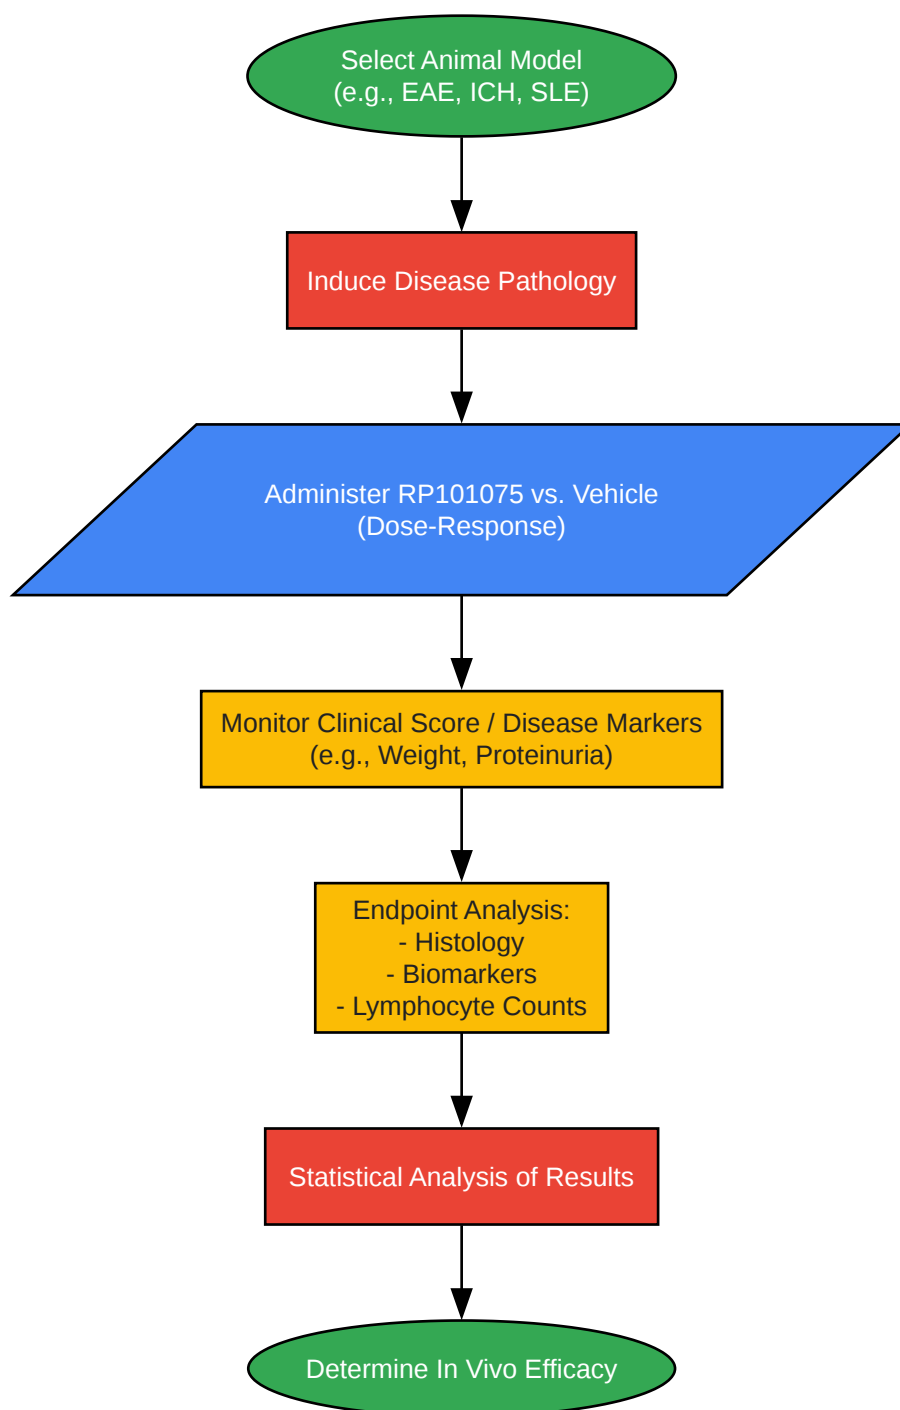 Select Animal Model
(e.g., EAE, ICH, SLE)
Induce Disease Pathology
Administer RP101075 vs. Vehicle
(Dose-Response)
Monitor Clinical Score / Disease Markers
(e.g., Weight, Proteinuria)
Endpoint Analysis:
- Histology
- Biomarkers
- Lymphocyte Counts
Statistical Analysis of Results
Determine In Vivo Efficacy